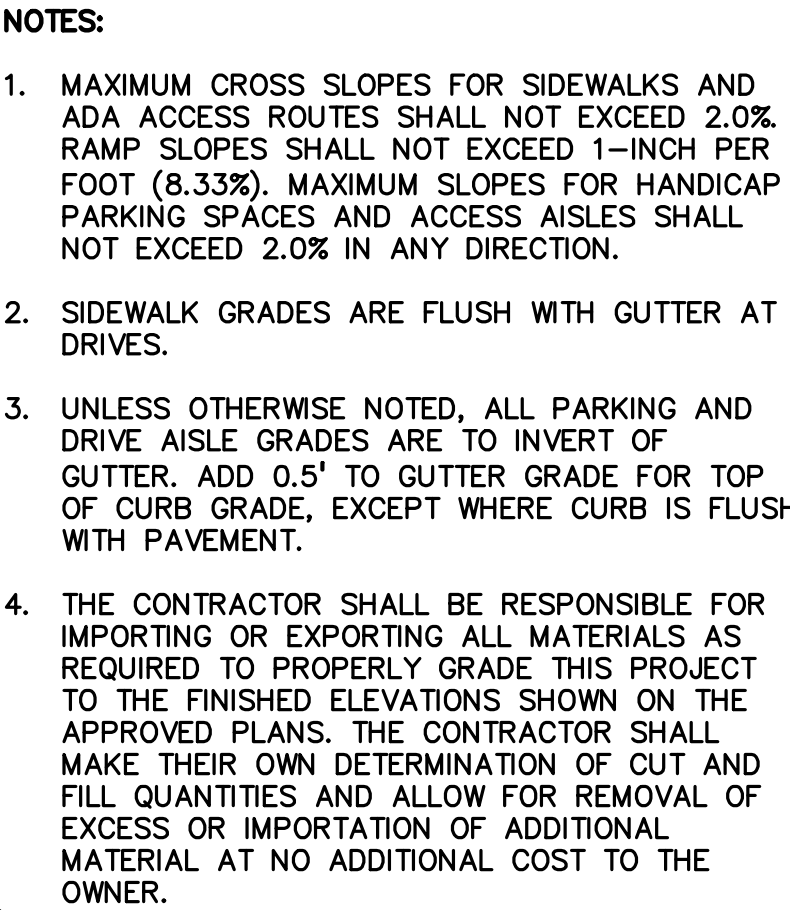 NOTES:
1. MAXIMUM CROSS SLOPES FOR SIDEWALKS AND
ADA ACCESS ROUTES SHALL NOT EXCEED 2.0%.
RAMP SLOPES SHALL NOT EXCEED 1-INCH PER
FOOT (8.33%). MAXIMUM SLOPES FOR HANDICAP
PARKING SPACES AND ACCESS AISLES SHALL
NOT EXCEED 2.0% IN ANY DIRECTION.
2. SIDEWALK GRADES ARE FLUSH WITH GUTTER AT
DRIVES.
3. UNLESS OTHERWISE NOTED, ALL PARKING AND
DRIVE AISLE GRADES ARE TO INVERT OF
GUTTER. ADD 0.5' TO GUTTER GRADE FOR TOP
OF CURB GRADE, EXCEPT WHERE CURB IS FLUSH
WITH PAVEMENT.
4. THE CONTRACTOR SHALL BE RESPONSIBLE FOR
IMPORTING OR EXPORTING ALL MATERIALS AS
REQUIRED TO PROPERLY GRADE THIS PROJECT
TO THE FINISHED ELEVATIONS SHOWN ON THE
APPROVED PLANS. THE CONTRACTOR SHALL
MAKE THEIR OWN DETERMINATION OF CUT AND
FILL QUANTITIES AND ALLOW FOR REMOVAL OF
EXCESS OR IMPORTATION OF ADDITIONAL
MATERIAL AT NO ADDITIONAL COST TO THE
OWNER.